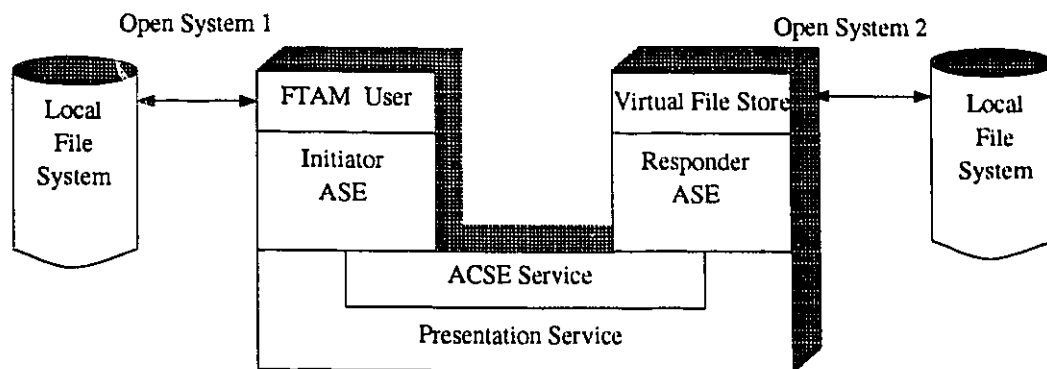 Open System 1
Open System 2
Local
File
System
FTAM User
Initiator
ASE
Virtual File Store
Responder
ASE
Local
File
System
ACSE Service
Presentation Service